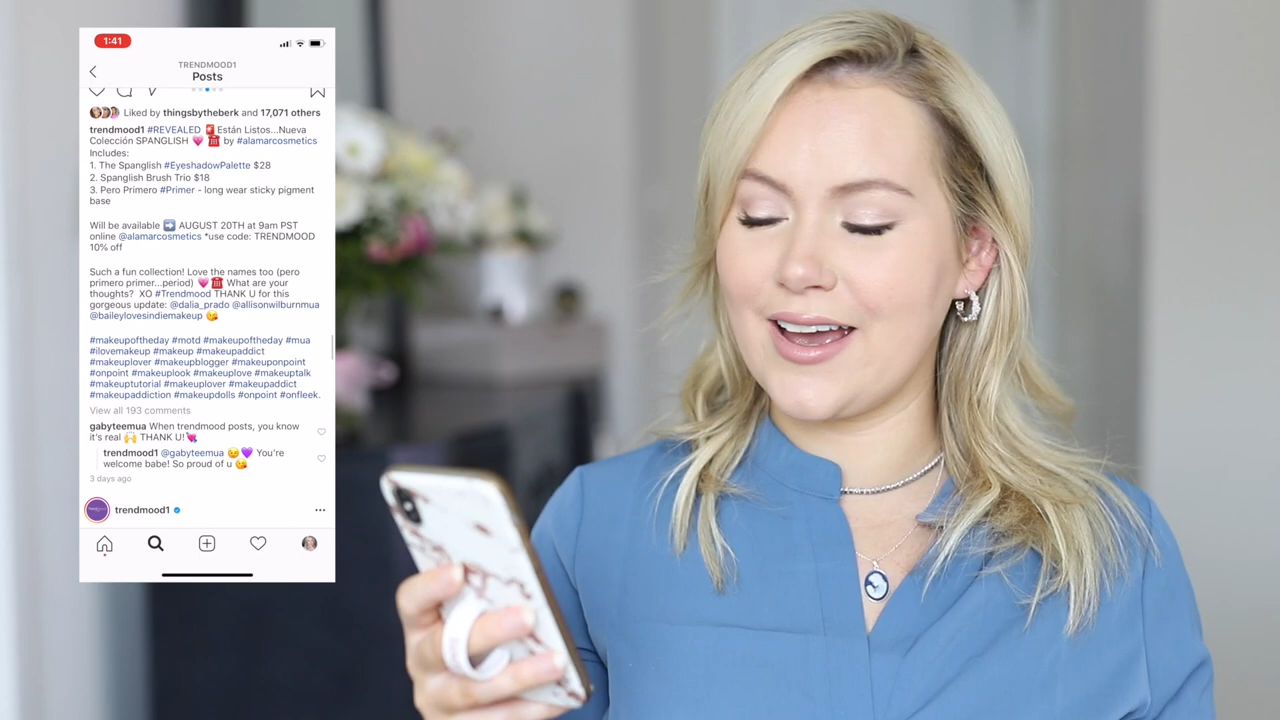 1:41
TRENDMOOD1
Posts
Liked by thingsbytheberk and 17,071 others
trendmood1 #REVEALED 🚨 Están Listos...Nueva
Colección SPANGLISH 💗 ☎️ by #alamarcosmetics
Includes:
1. The Spanglish #EyeshadowPalette $28
2. Spanglish Brush Trio $18
3. Pero Primero #Primer - long wear sticky pigment
base
Will be available ➡️ AUGUST 20TH at 9am PST
online @alamarcosmetics *use code: TRENDMOOD
10% off
Such a fun collection! Love the names too (pero
primero primer...period) 💗☎️ What are your
thoughts? XO #Trendmood THANK U for this
gorgeous update: @dalia_prado @allisonwilburnmua
@baileylovesindiemakeup 😘
#makeupoftheday #motd #makeupoftheday #mua
#ilovemakeup #makeup #makeupaddict
#makeuplover #makeupblogger #makeuponpoint
#onpoint #makeuplook #makeuplove #makeuptalk
#makeuptutorial #makeuplover #makeupaddict
#makeupaddiction #makeupdolls #onpoint #onfleek.
View all 193 comments
gabyteemua When trendmood posts, you know
it's real 🙌 THANK U!💘
trendmood1 @gabyteemua 😉💜 You're
welcome babe! So proud of u 😘
3 days ago
trendmood1